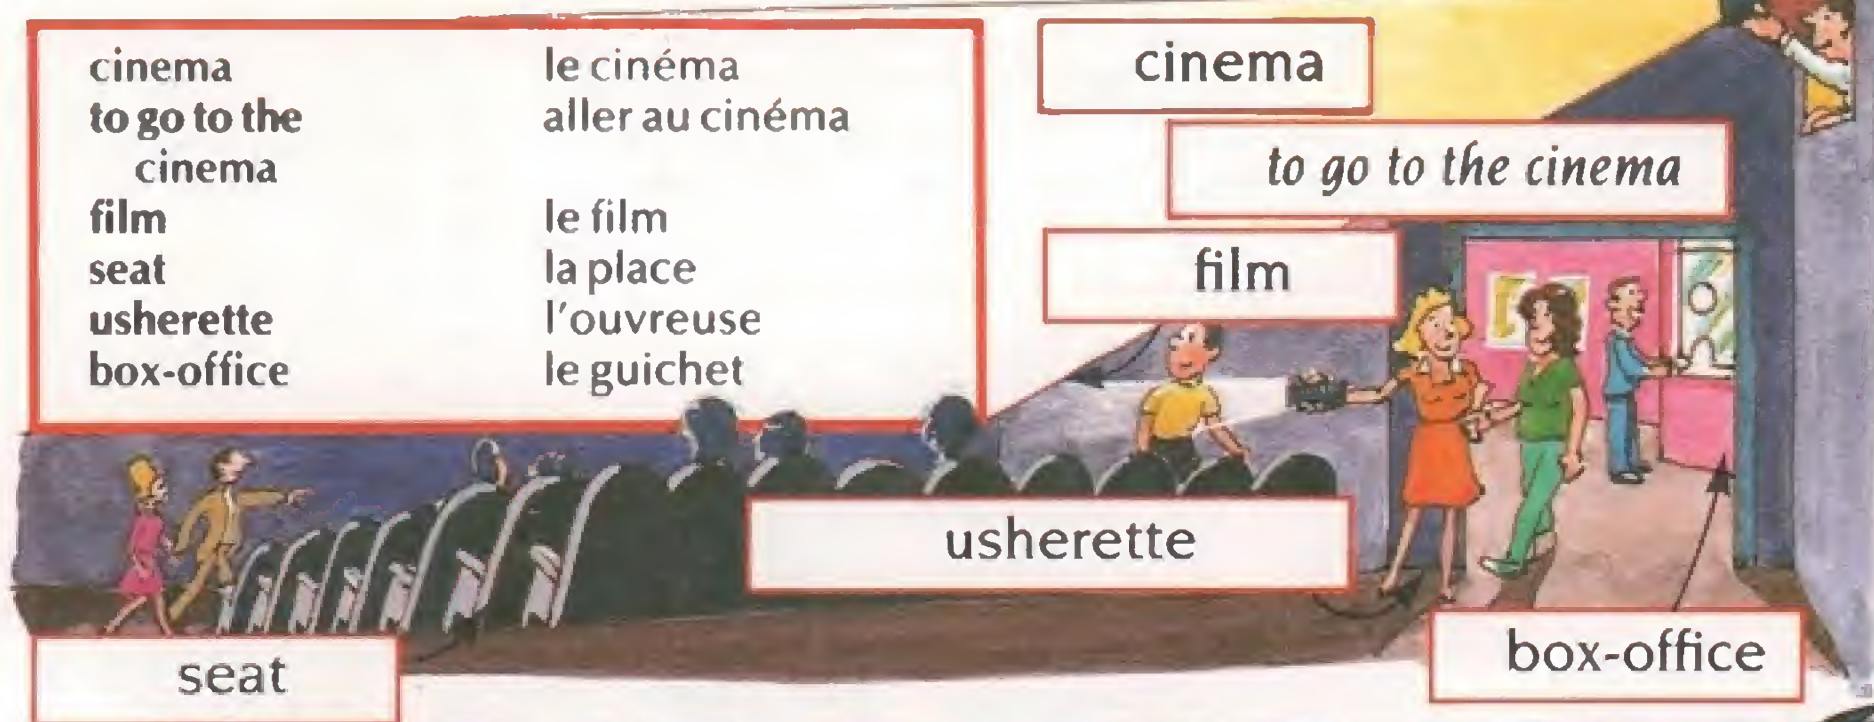 cinema le cinéma
to go to the aller au cinéma
cinema
film le film
seat la place
usherette l'ouvreuse
box-office le guichet
cinema
to go to the cinema
film
usherette
seat
box-office